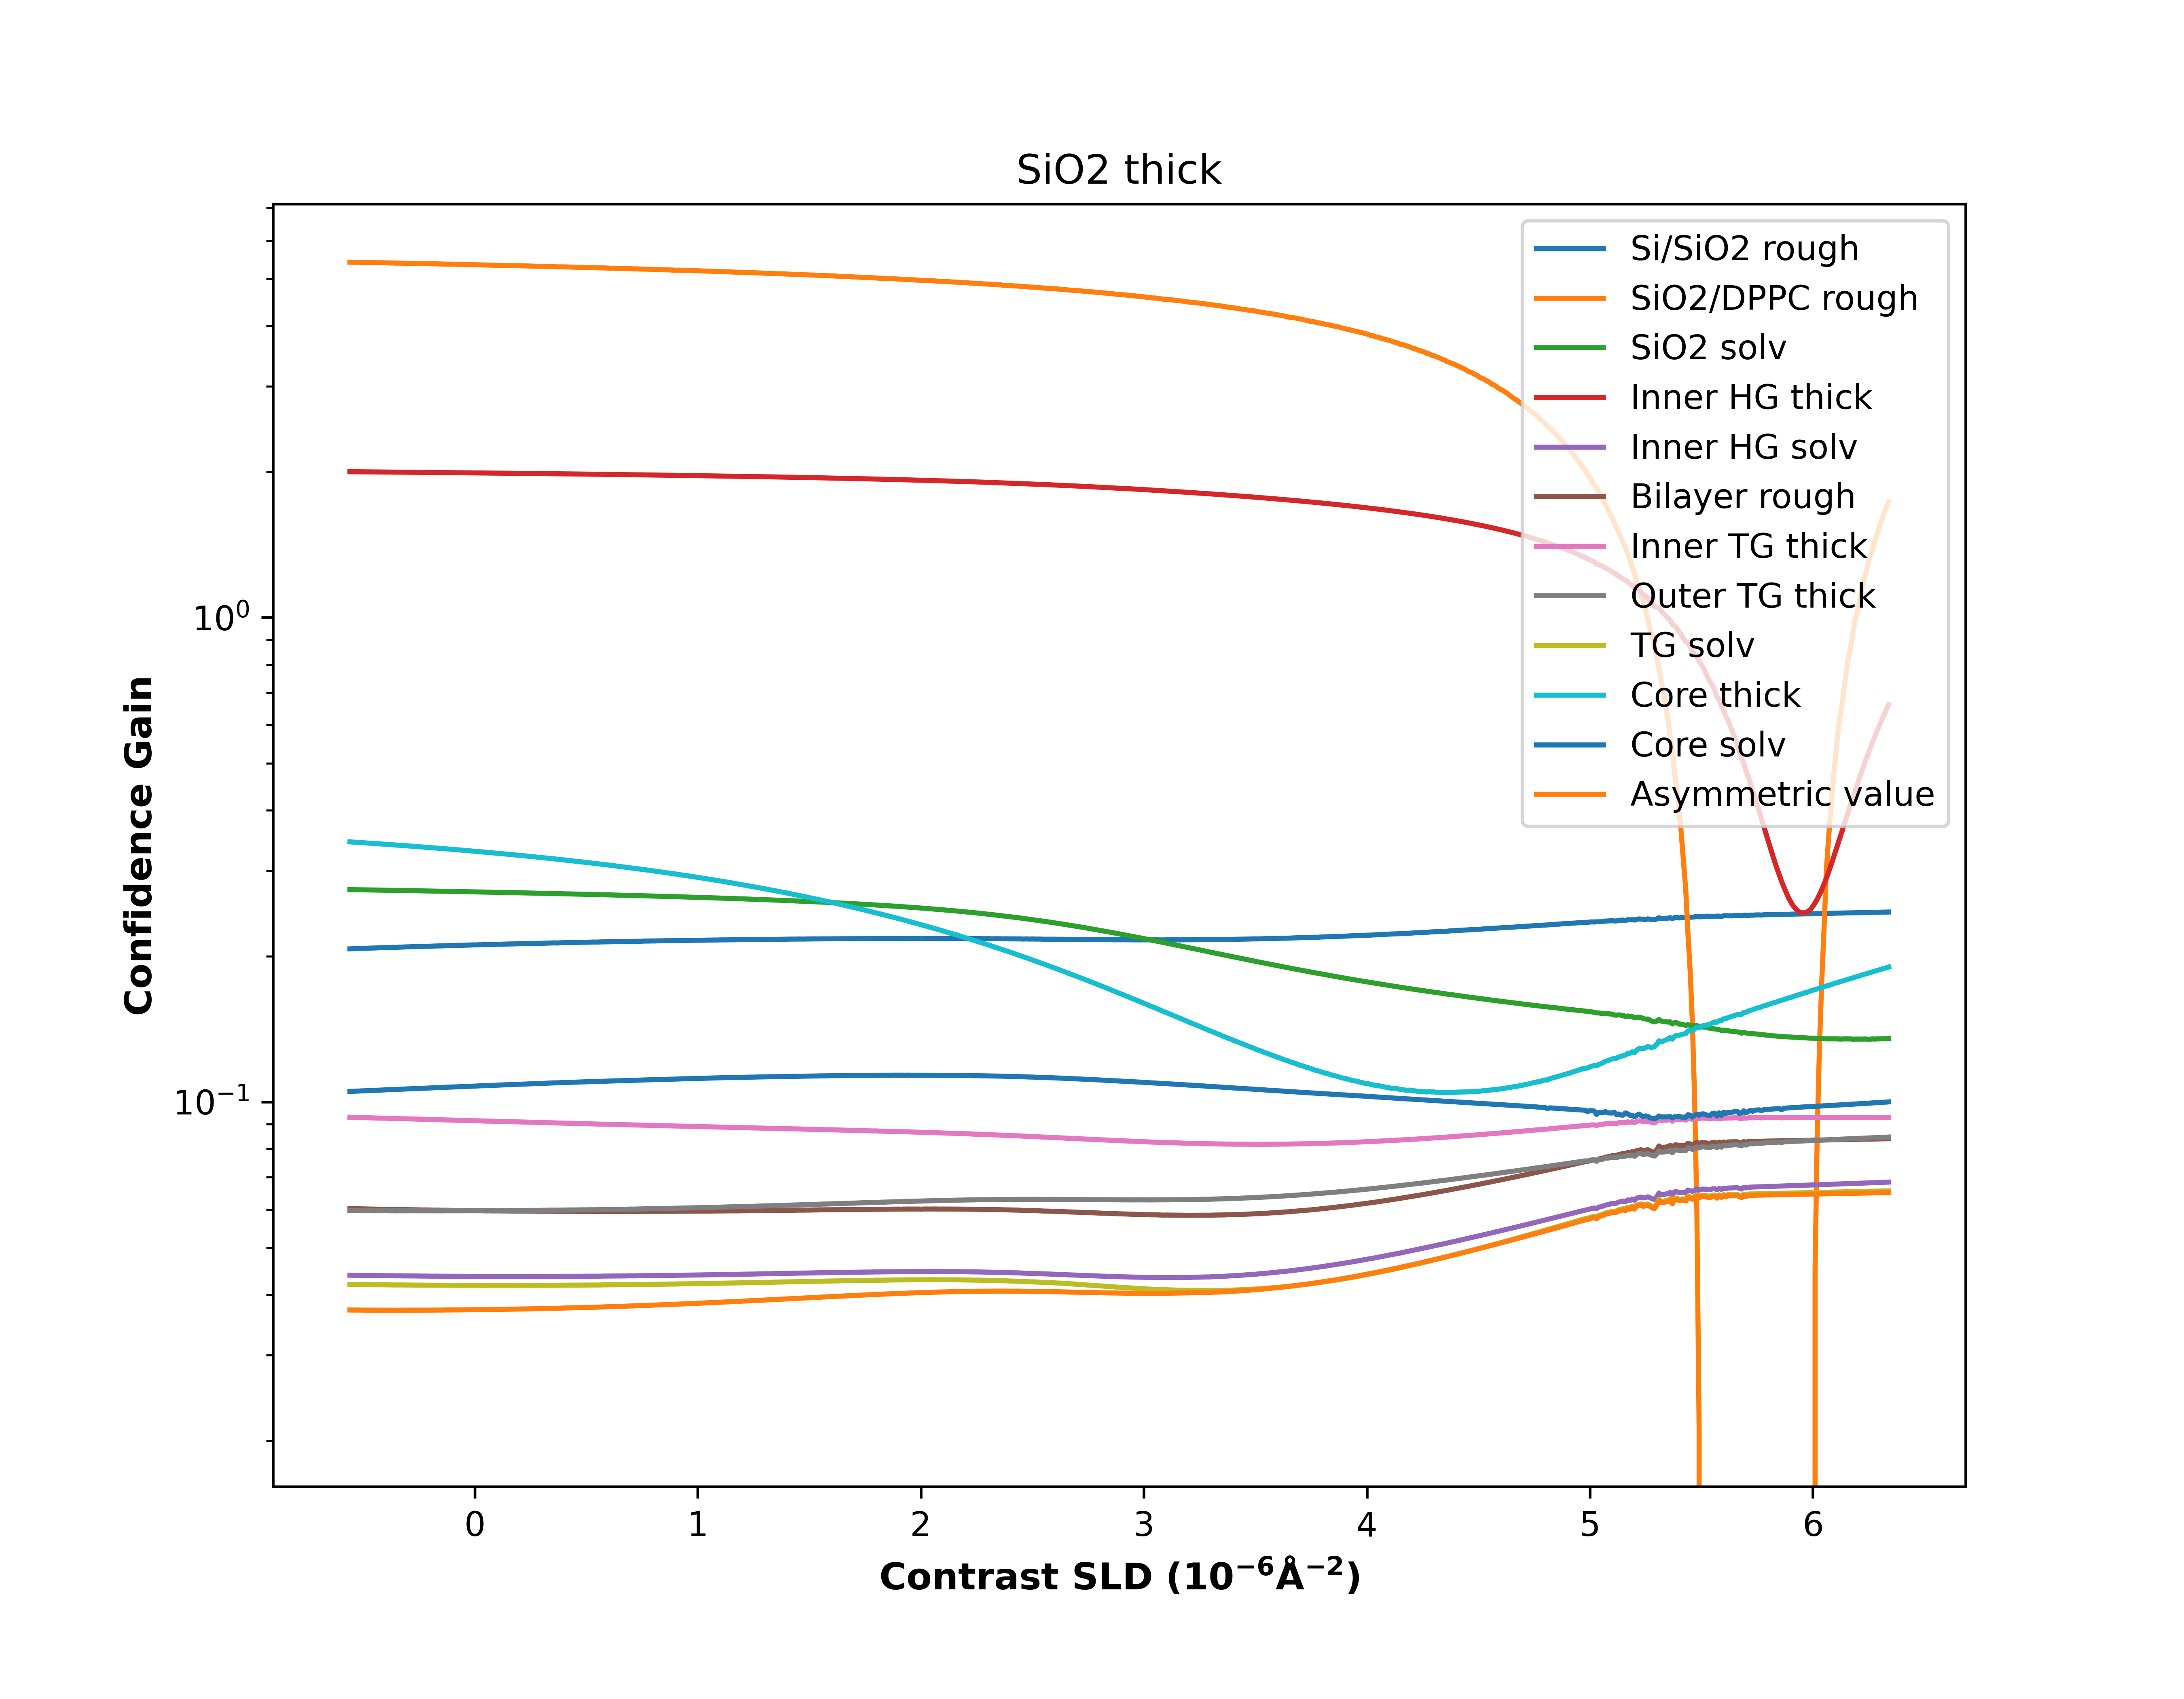 SiO2 thick
Si/SiO2 rough
SiO2/DPPC rough
SiO2 solv
Inner HG thick
Inner HG solv
Bilayer rough
Inner TG thick
Outer TG thick
TG solv
Core thick
Core solv
Asymmetric value
Confidence Gain
10⁰
10⁻¹
0 1 2 3 4 5 6
Contrast SLD (10⁻⁶Å⁻²)